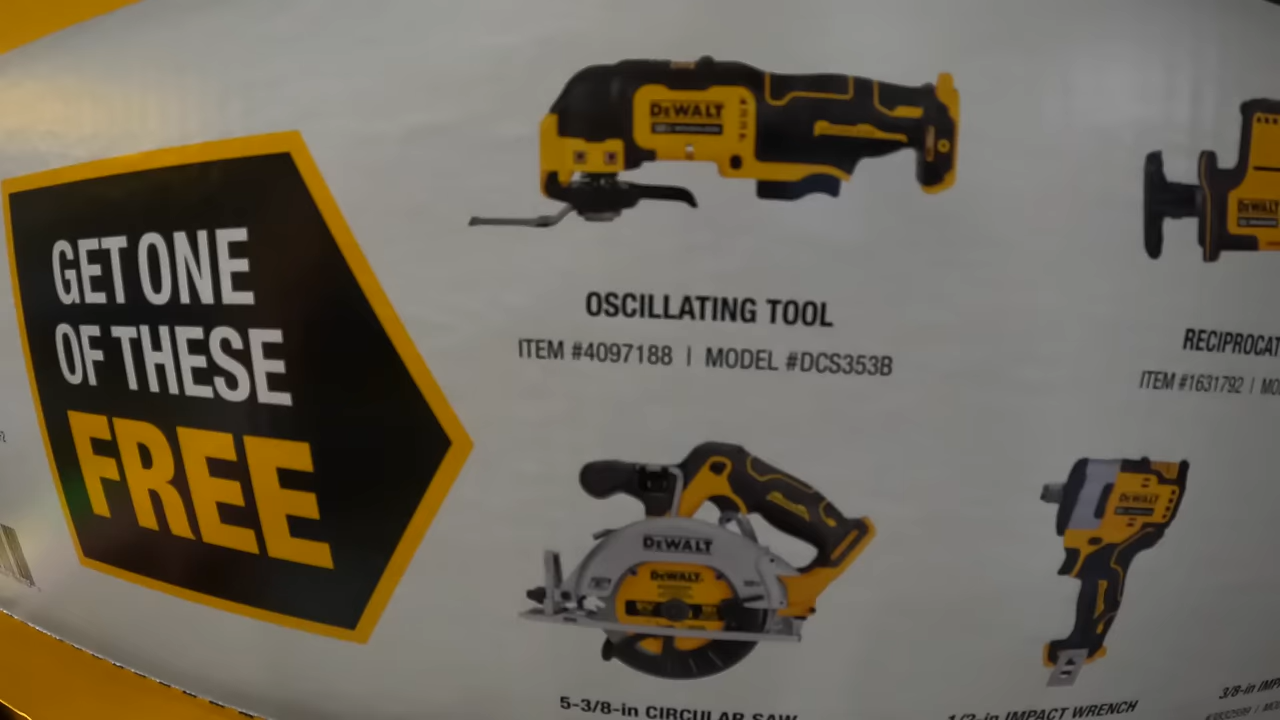 GET ONE
OF THESE
FREE
DEWALT
OSCILLATING TOOL
ITEM #4097188 | MODEL #DCS353B
DEWALT
RECIPROCAT
ITEM #1631792 | MO
DEWALT
DEWALT
5-3/8-in CIRCULAR SAW
DEWALT
1/2-in IMPACT WRENCH
3/8-in IMP